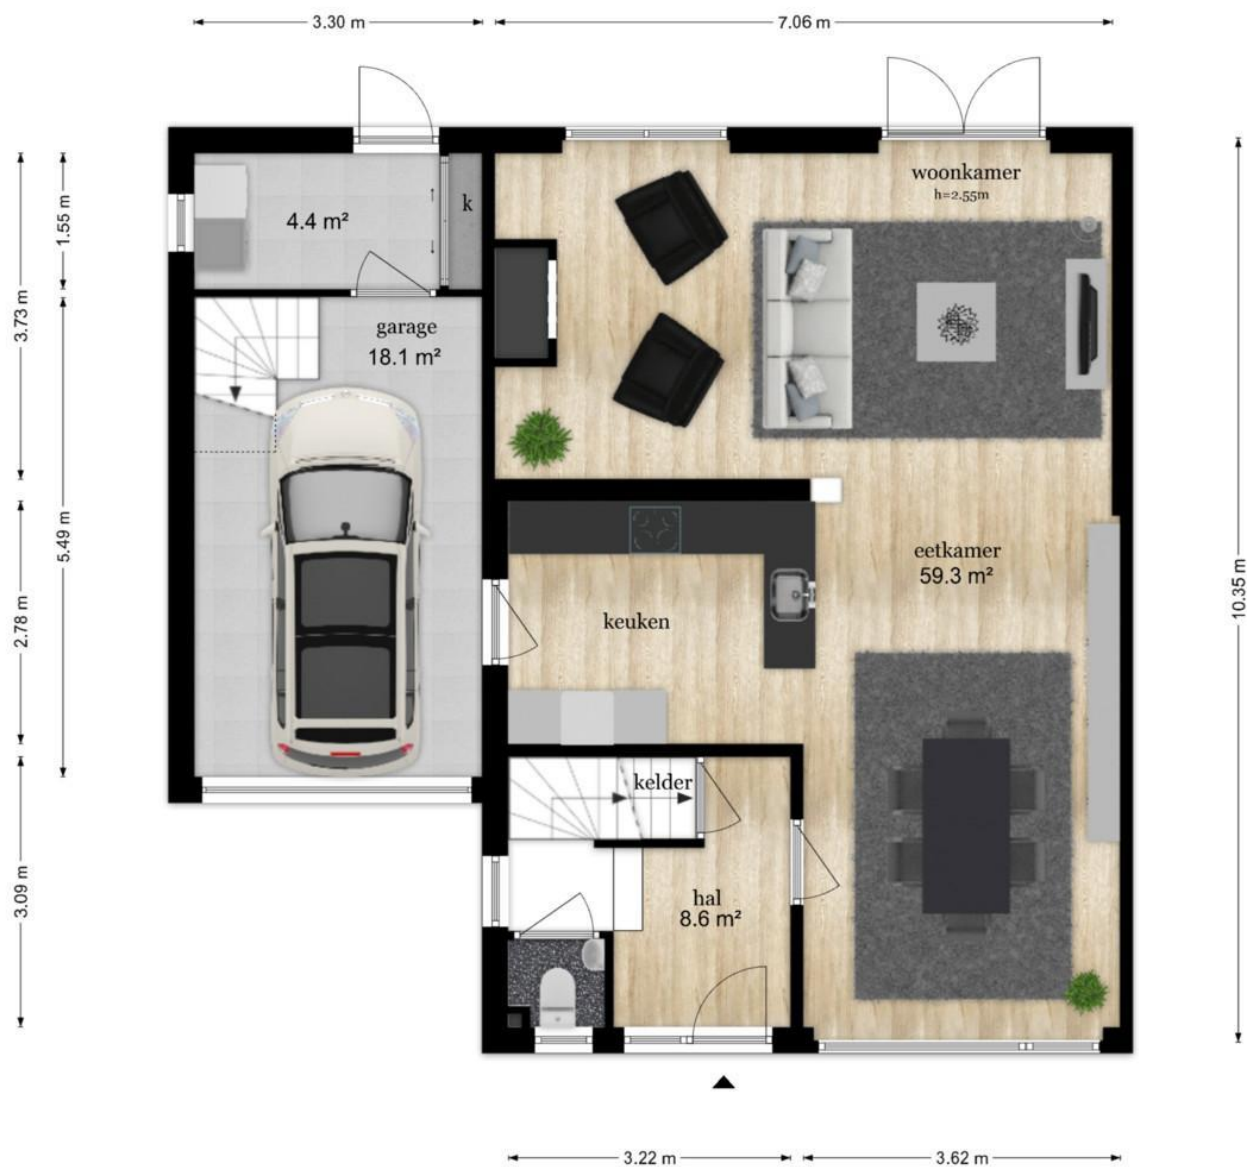 3.30 m
7.06 m
woonkamer
h=2.55m
k
4.4 m²
1.55 m
3.73 m
garage
18.1 m²
5.49 m
eetkamer
59.3 m²
10.35 m
keuken
2.78 m
kelder
3.09 m
hal
8.6 m²
3.22 m
3.62 m